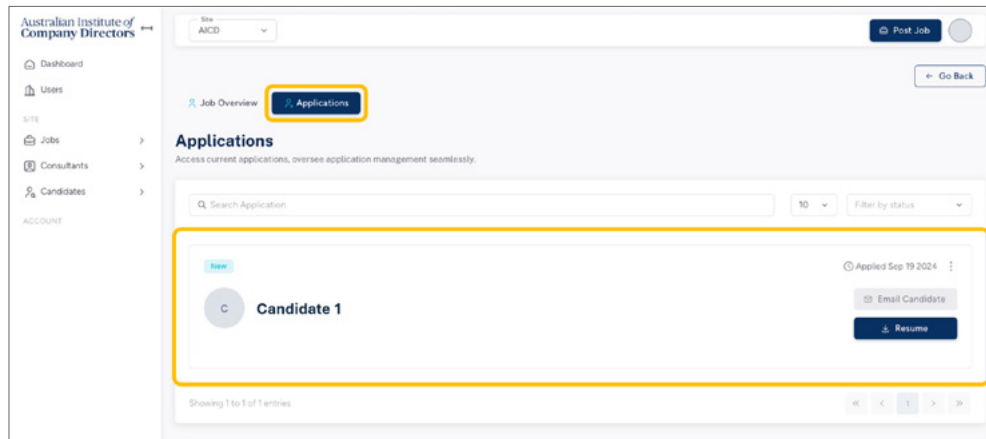 Australian Institute of
Company Directors
Site
AICD
Post Job
Dashboard
Users
Go Back
Job Overview
Applications
SITE
Jobs
Applications
Consultants
Access current applications, oversee application management seamlessly.
Candidates
Search Application
10
Filter by status
ACCOUNT
New
Applied Sep 19 2024
C
Candidate 1
Email Candidate
Resume
Showing 1 to 1 of 1 entries
1